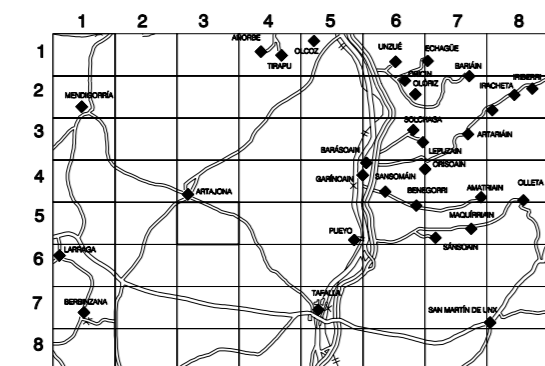 1 2 3 4 5 6 7 8
1
2
3
4
5
6
7
8
AÑORBE
TIRAPU
OLCOZ
UNZUÉ
ECHAGÜE
BARIÁIN
ORICIN
OLÓRIZ
IRACHETA
IRIBERRI
MENDIGORRÍA
SOLCHAGA
LEPUZAIN
ARTARIÁIN
BARÁSOAIN
ORISOAIN
GARÍNOAIN
SANSOMÁIN
BENEGORRI
AMATRIAIN
OLLETA
ARTAJONA
MAQUÍRRIAIN
PUEYO
SÁNSOAIN
LARRAGA
TAFALLA
BERBINZANA
SAN MARTÍN DE UNX